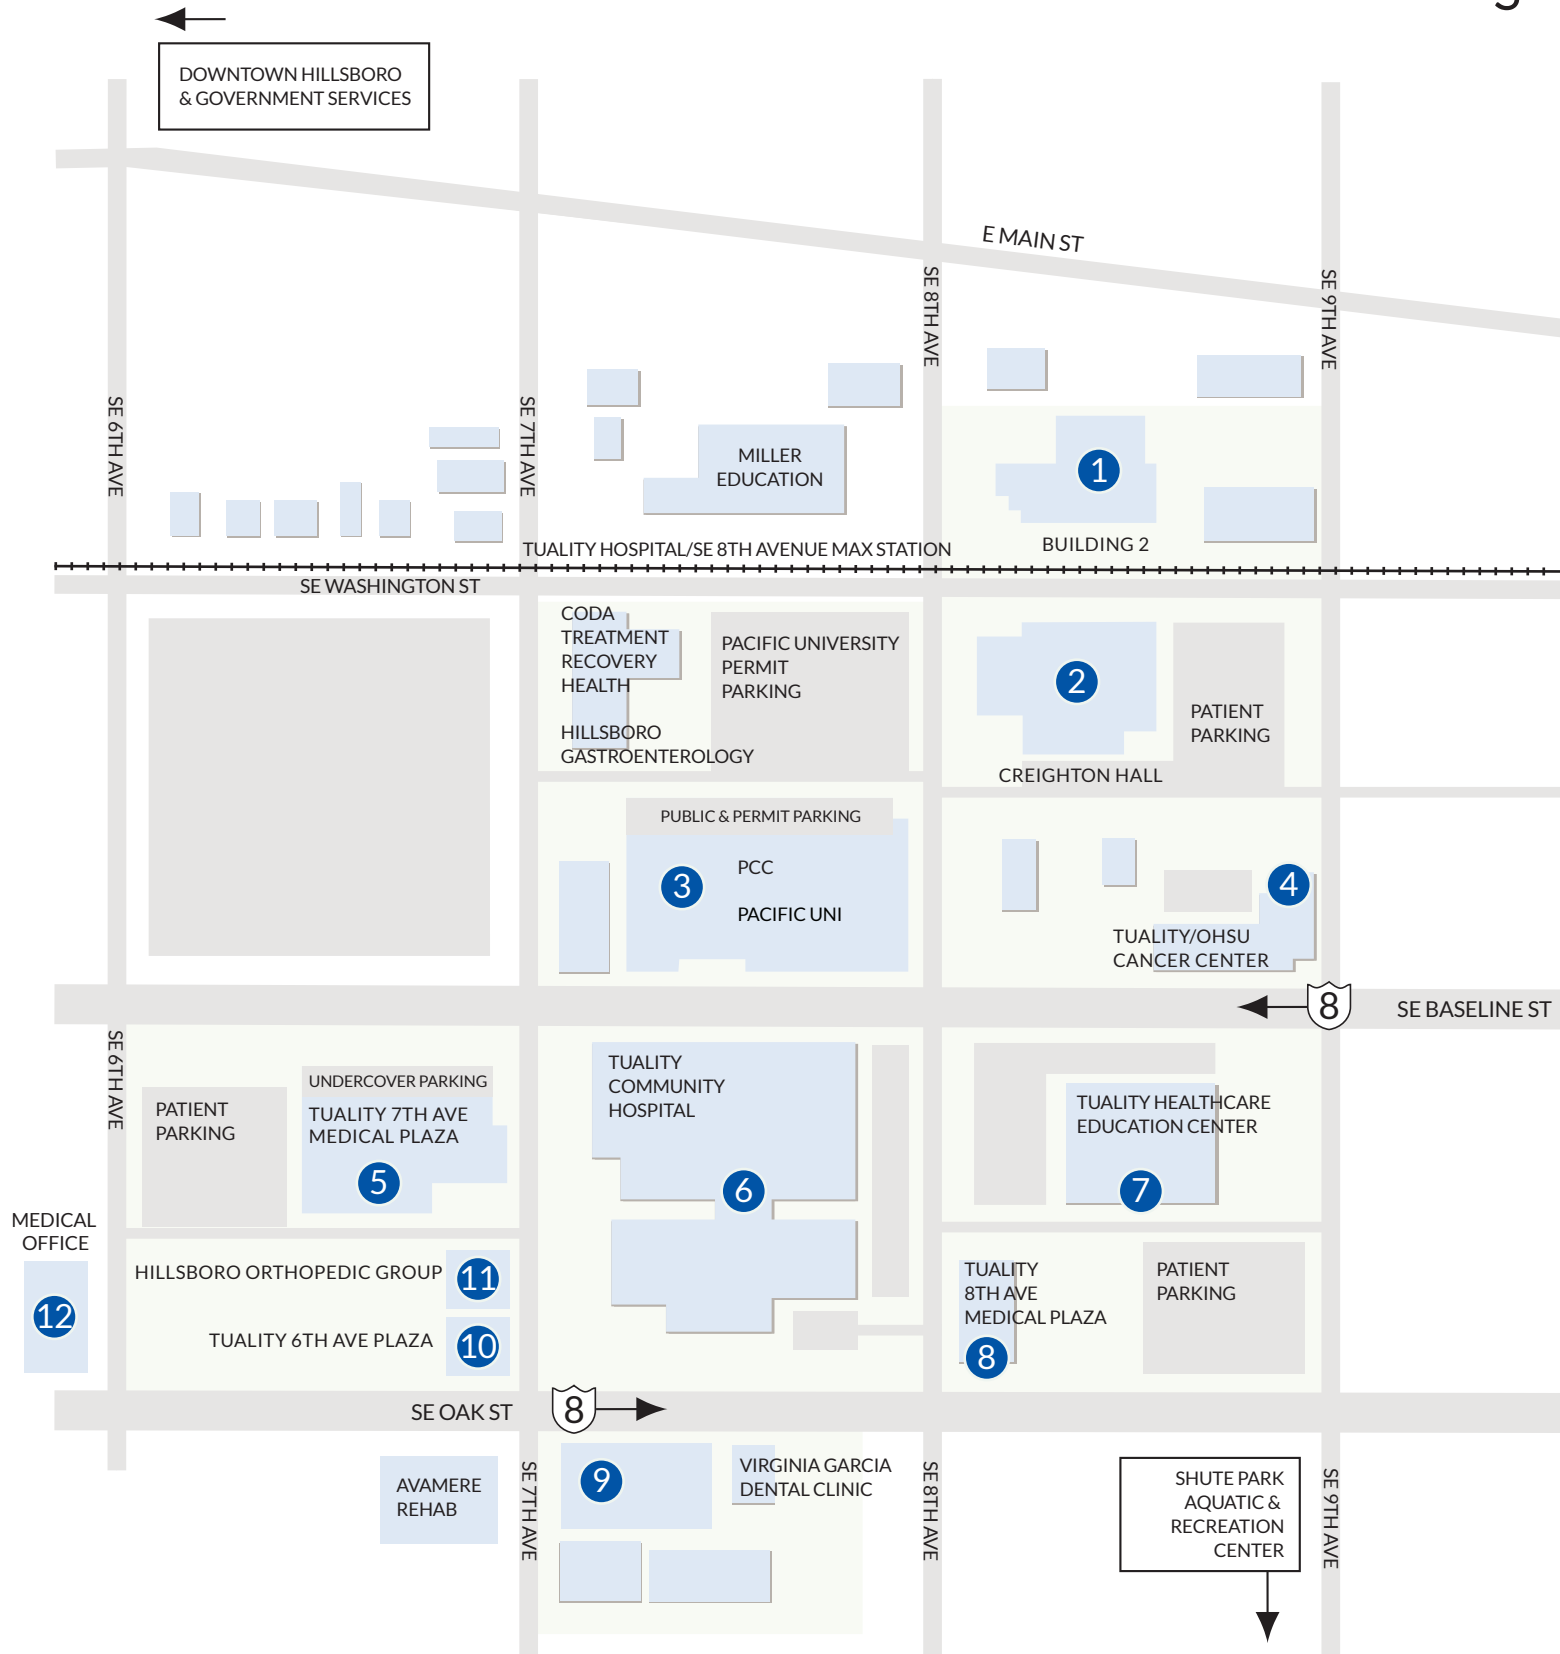 DOWNTOWN HILLSBORO
& GOVERNMENT SERVICES
E MAIN ST
SE 8TH AVE
SE 9TH AVE
SE 6TH AVE
SE 7TH AVE
MILLER
EDUCATION
1
BUILDING 2
TUALITY HOSPITAL/SE 8TH AVENUE MAX STATION
SE WASHINGTON ST
CODA
TREATMENT
RECOVERY
HEALTH
HILLSBORO
GASTROENTEROLOGY
PACIFIC UNIVERSITY
PERMIT
PARKING
2
PATIENT
PARKING
CREIGHTON HALL
PUBLIC & PERMIT PARKING
3
PCC
PACIFIC UNI
4
TUALITY/OHSU
CANCER CENTER
8
SE BASELINE ST
SE 6TH AVE
UNDERCOVER PARKING
PATIENT
PARKING
TUALITY 7TH AVE
MEDICAL PLAZA
5
TUALITY
COMMUNITY
HOSPITAL
6
TUALITY HEALTHCARE
EDUCATION CENTER
7
MEDICAL
OFFICE
12
HILLSBORO ORTHOPEDIC GROUP
11
TUALITY 6TH AVE PLAZA
10
TUALITY
8TH AVE
MEDICAL PLAZA
8
PATIENT
PARKING
SE OAK ST
8
AVAMERE
REHAB
SE 7TH AVE
9
VIRGINIA GARCIA
DENTAL CLINIC
SE 8TH AVE
SHUTE PARK
AQUATIC &
RECREATION
CENTER
SE 9TH AVE